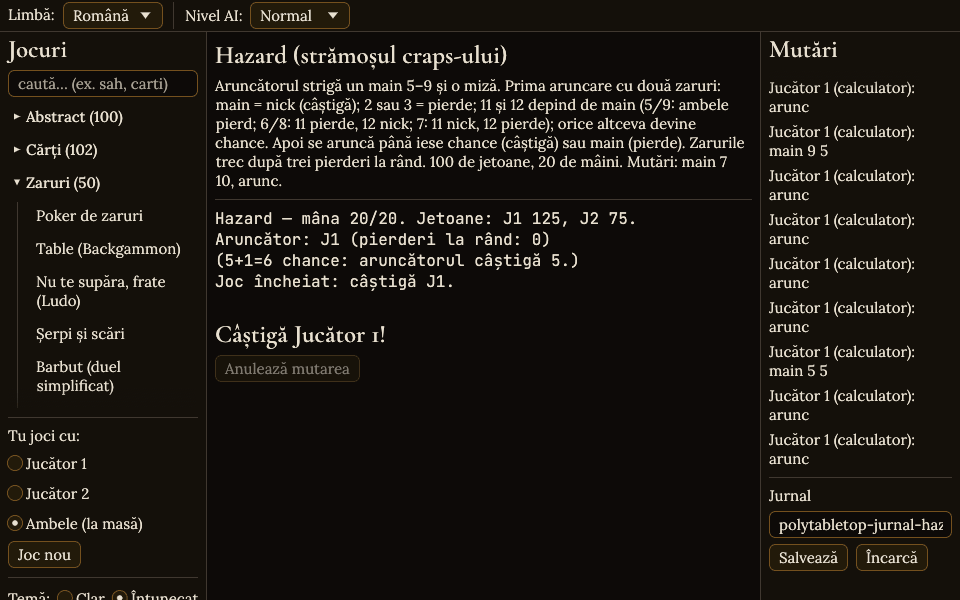 Limbă: Română ▼ Nivel AI: Normal ▼
Jocuri
caută... (ex. sah, carti)
▸ Abstract (100)
▸ Cărți (102)
▾ Zaruri (50)
Poker de zaruri
Table (Backgammon)
Nu te supăra, frate
(Ludo)
Șerpi și scări
Barbut (duel
simplificat)
Tu joci cu:
Jucător 1
Jucător 2
Ambele (la masă)
Joc nou
Temă: Clar Întunecat
Hazard (strămoșul craps-ului)
Aruncătorul strigă un main 5–9 și o miză. Prima aruncare cu două zaruri:
main = nick (câștigă); 2 sau 3 = pierde; 11 și 12 depind de main (5/9: ambele
pierd; 6/8: 11 pierde, 12 nick; 7: 11 nick, 12 pierde); orice altceva devine
chance. Apoi se aruncă până iese chance (câștigă) sau main (pierde). Zarurile
trec după trei pierderi la rând. 100 de jetoane, 20 de mâini. Mutări: main 7
10, arunc.
Hazard — mâna 20/20. Jetoane: J1 125, J2 75.
Aruncător: J1 (pierderi la rând: 0)
(5+1=6 chance: aruncătorul câștigă 5.)
Joc încheiat: câștigă J1.
Câștigă Jucător 1!
Anulează mutarea
Mutări
Jucător 1 (calculator):
arunc
Jucător 1 (calculator):
main 9 5
Jucător 1 (calculator):
arunc
Jucător 1 (calculator):
arunc
Jucător 1 (calculator):
arunc
Jucător 1 (calculator):
arunc
Jucător 1 (calculator):
main 5 5
Jucător 1 (calculator):
arunc
Jucător 1 (calculator):
arunc
Jurnal
polytabletop-jurnal-haz
Salvează Încarcă